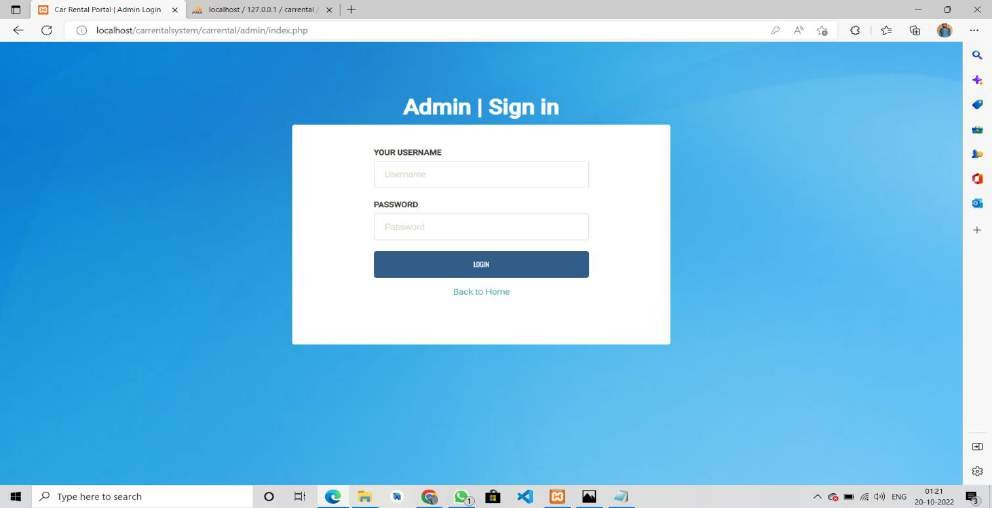 Car Rental Portal | Admin Login
localhost / 127.0.0.1 / carrental /
localhost/carrentalsystem/carrental/admin/index.php
Admin | Sign in
YOUR USERNAME
Username
PASSWORD
Password
LOGIN
Back to Home
Type here to search
ENG
01:21
20-10-2022
1
3